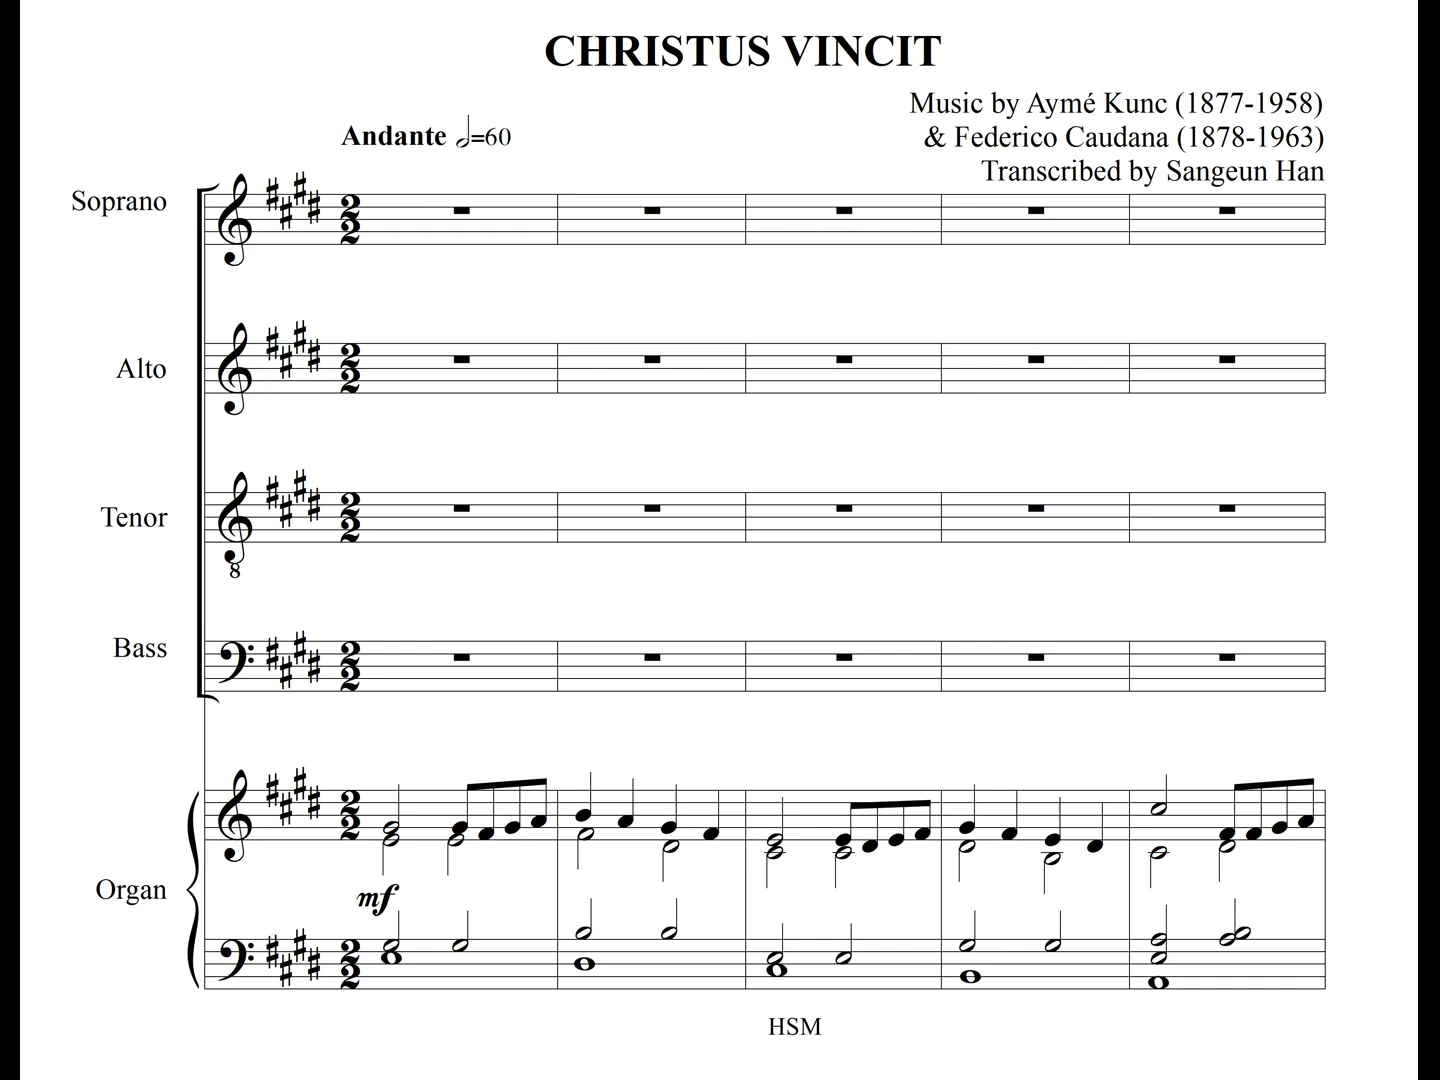 CHRISTUS VINCIT
Music by Aymé Kunc (1877-1958)
& Federico Caudana (1878-1963)
Transcribed by Sangeun Han
Andante 𝅗𝅥=60
Soprano
Alto
Tenor
8
Bass
Organ
mf
HSM